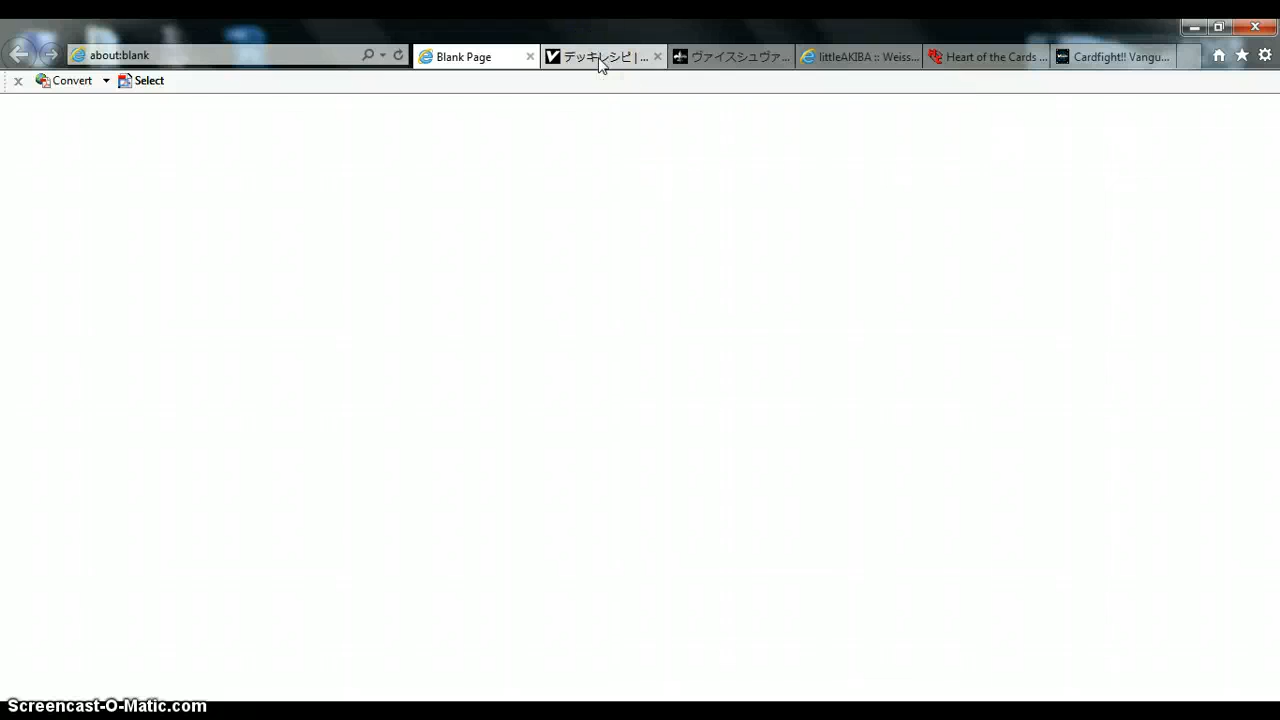 about:blank
Blank Page
デッキレシピ | ...
ヴァイスシュヴァ...
littleAKIBA :: Weiss...
Heart of the Cards ...
Cardfight!! Vangu...
x Convert Select
Screencast-O-Matic.com